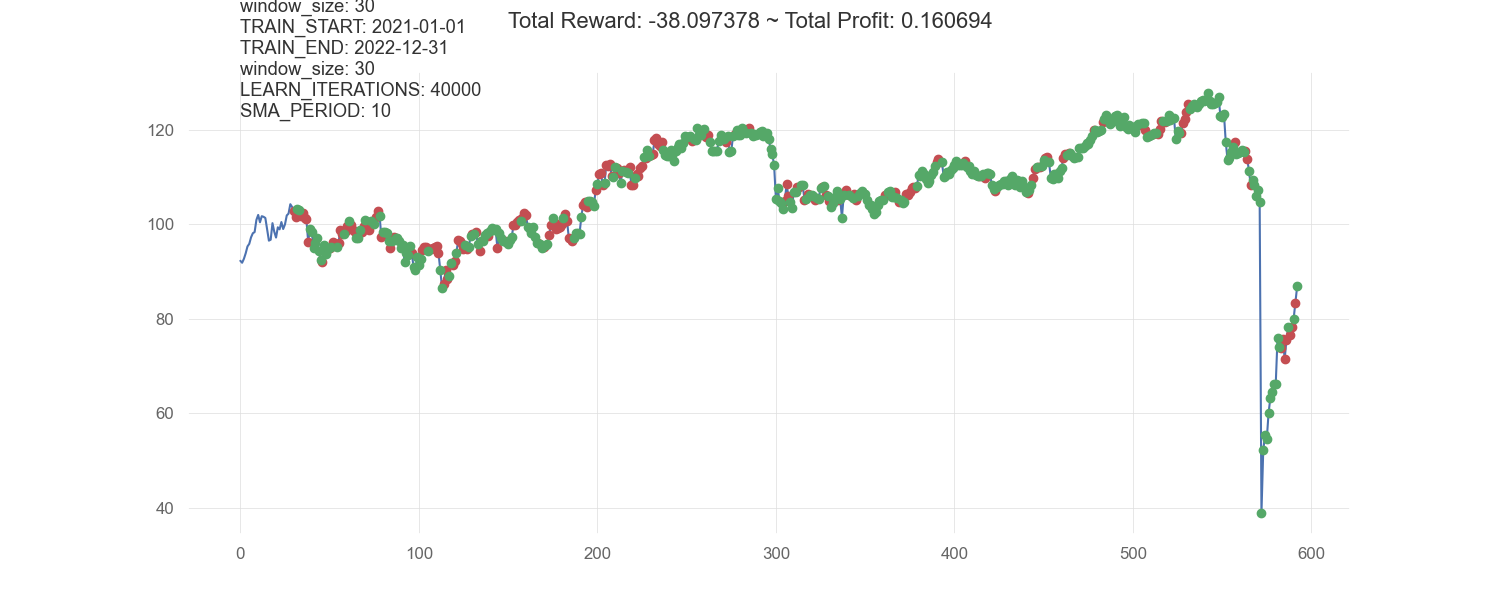 window_size: 30
TRAIN_START: 2021-01-01
TRAIN_END: 2022-12-31
window_size: 30
LEARN_ITERATIONS: 40000
SMA_PERIOD: 10
Total Reward: -38.097378 ~ Total Profit: 0.160694
120
100
80
60
40
0 100 200 300 400 500 600